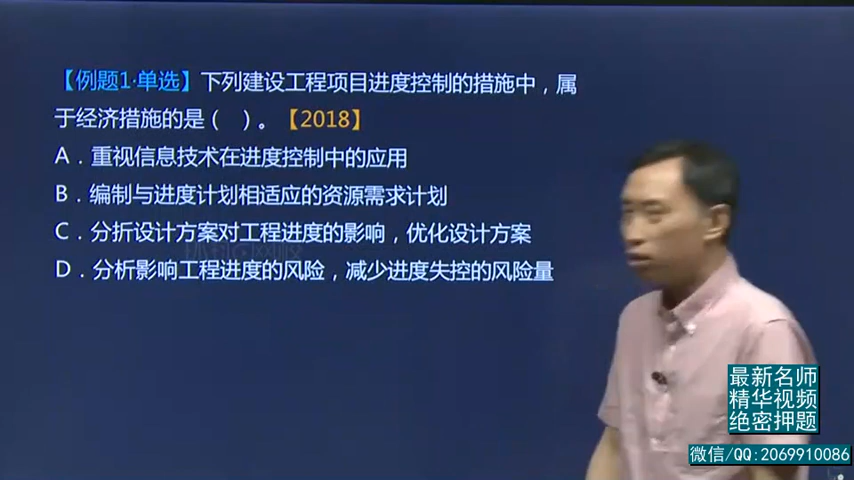 【例题1·单选】下列建设工程项目进度控制的措施中，属
于经济措施的是（　）。【2018】
A．重视信息技术在进度控制中的应用
B．编制与进度计划相适应的资源需求计划
C．分折设计方案对工程进度的影响，优化设计方案
D．分析影响工程进度的风险，减少进度失控的风险量
最新名师
精华视频
绝密押题
微信/QQ:2069910086